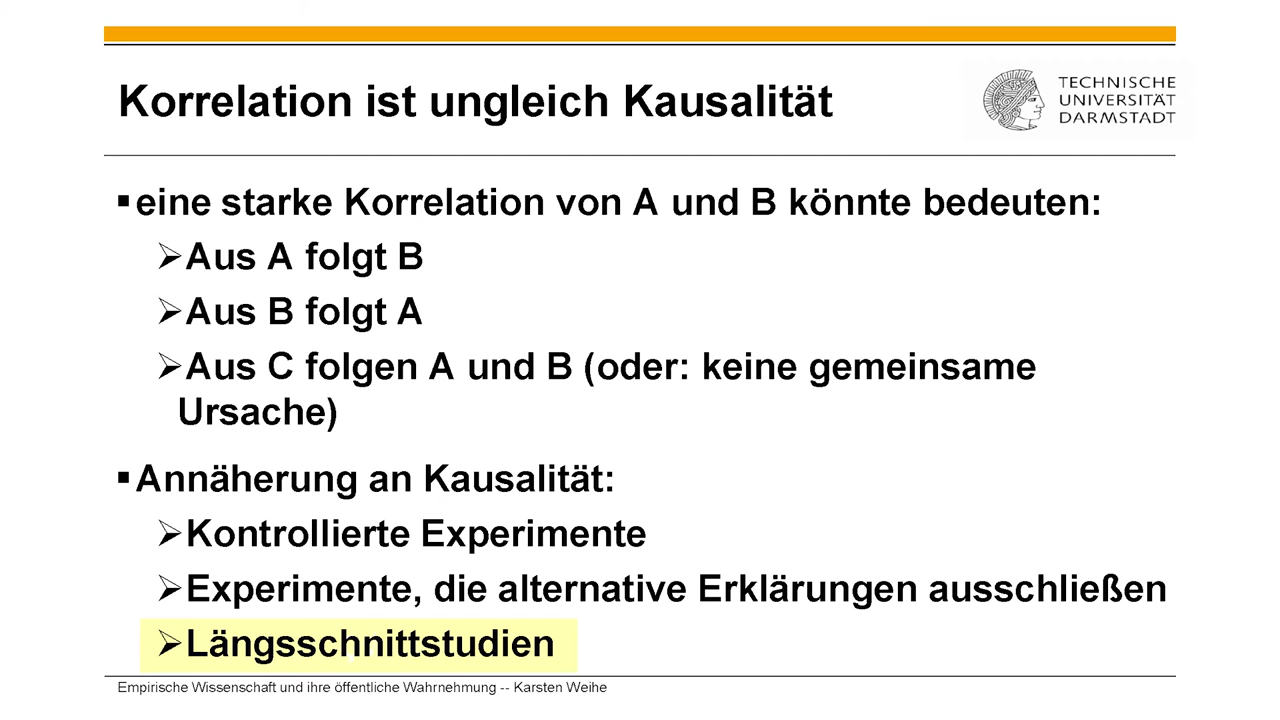 Korrelation ist ungleich Kausalität
TECHNISCHE
UNIVERSITÄT
DARMSTADT
▪ eine starke Korrelation von A und B könnte bedeuten:
➢ Aus A folgt B
➢ Aus B folgt A
➢ Aus C folgen A und B (oder: keine gemeinsame
Ursache)
▪ Annäherung an Kausalität:
➢ Kontrollierte Experimente
➢ Experimente, die alternative Erklärungen ausschließen
➢ Längsschnittstudien
Empirische Wissenschaft und ihre öffentliche Wahrnehmung -- Karsten Weihe